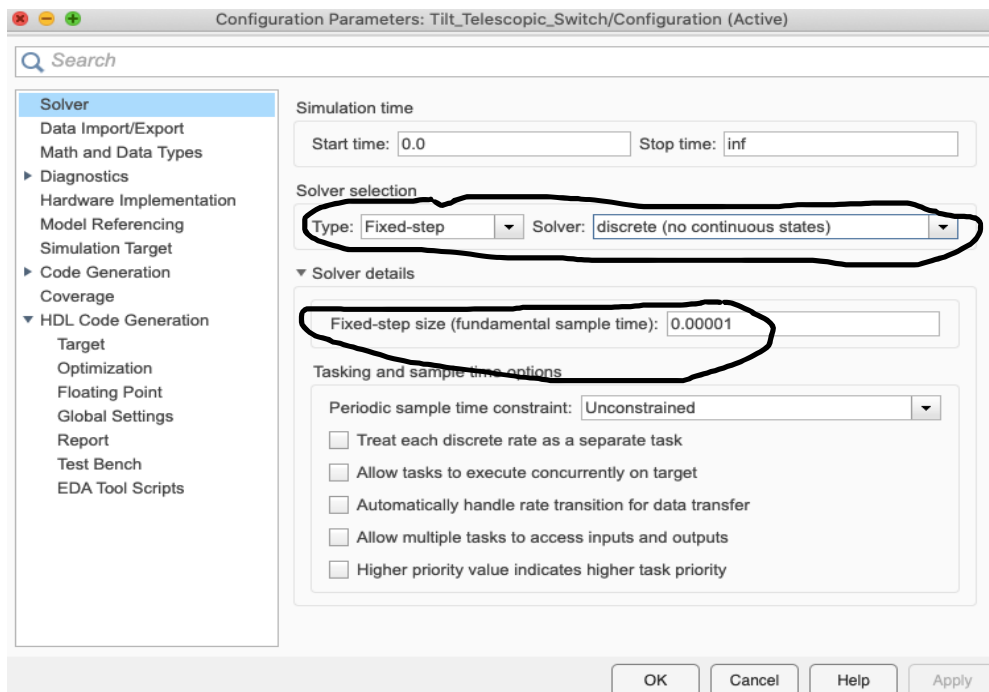 Configuration Parameters: Tilt_Telescopic_Switch/Configuration (Active)
Search
Solver
Data Import/Export
Math and Data Types
Diagnostics
Hardware Implementation
Model Referencing
Simulation Target
Code Generation
Coverage
HDL Code Generation
Target
Optimization
Floating Point
Global Settings
Report
Test Bench
EDA Tool Scripts
Simulation time
Start time: 0.0 Stop time: inf
Solver selection
Type: Fixed-step Solver: discrete (no continuous states)
Solver details
Fixed-step size (fundamental sample time): 0.00001
Tasking and sample time options
Periodic sample time constraint: Unconstrained
Treat each discrete rate as a separate task
Allow tasks to execute concurrently on target
Automatically handle rate transition for data transfer
Allow multiple tasks to access inputs and outputs
Higher priority value indicates higher task priority
OK Cancel Help Apply